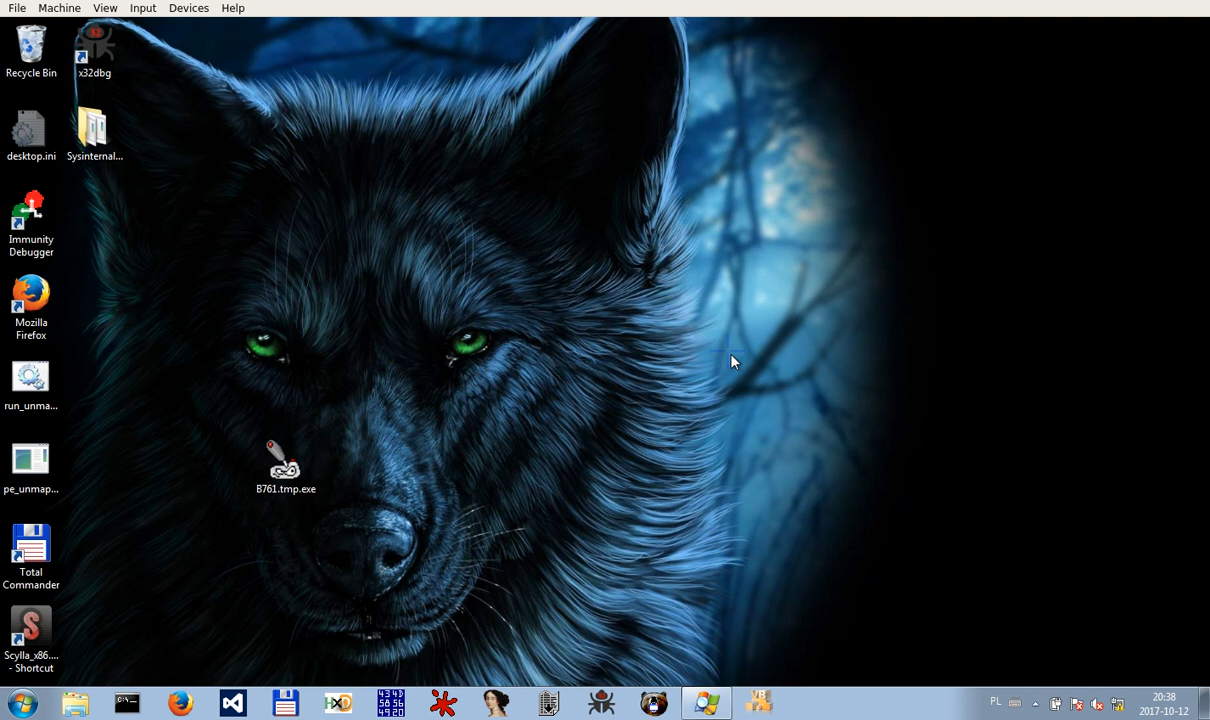 File Machine View Input Devices Help
Recycle Bin
x32dbg
desktop.ini
Sysinternal...
Immunity
Debugger
Mozilla
Firefox
run_unma...
B761.tmp.exe
pe_unmap...
Total
Commander
Scylla_x86....
- Shortcut
PL
20:38
2017-10-12